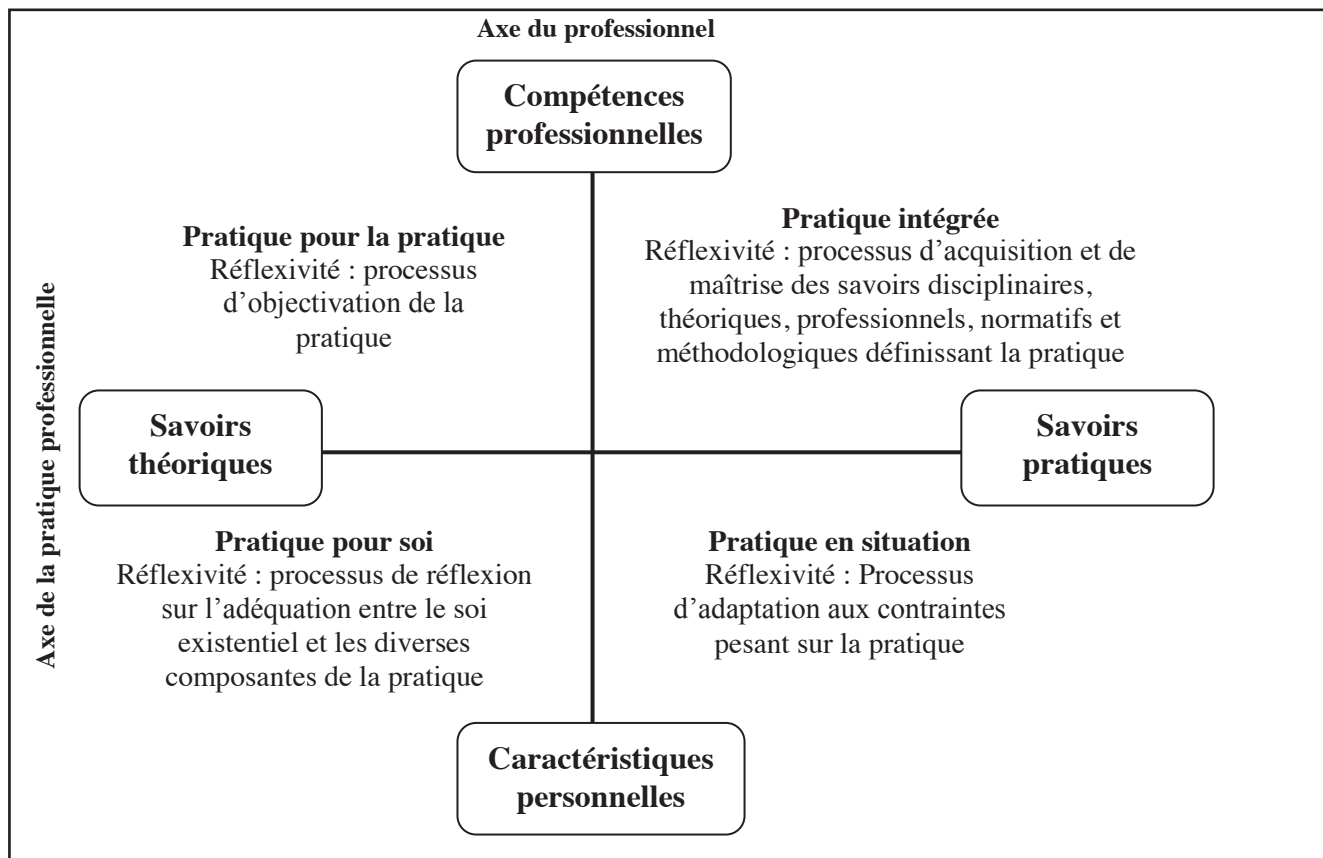 Axe du professionnel
Compétences
professionnelles
Pratique pour la pratique
Réflexivité : processus
d’objectivation de la
pratique
Pratique intégrée
Réflexivité : processus d’acquisition et de
maîtrise des savoirs disciplinaires,
théoriques, professionnels, normatifs et
méthodologiques définissant la pratique
Axe de la pratique professionnelle
Savoirs
théoriques
Savoirs
pratiques
Pratique pour soi
Réflexivité : processus de réflexion
sur l’adéquation entre le soi
existentiel et les diverses
composantes de la pratique
Pratique en situation
Réflexivité : Processus
d’adaptation aux contraintes
pesant sur la pratique
Caractéristiques
personnelles